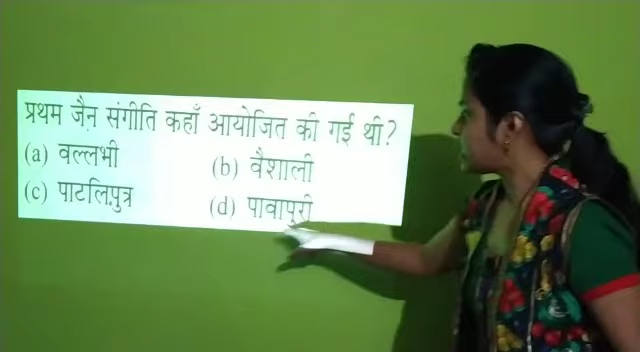 प्रथम जैन संगीति कहाँ आयोजित की गई थी?
(a) वल्लभी (b) वैशाली
(c) पाटलिपुत्र (d) पावापुरी